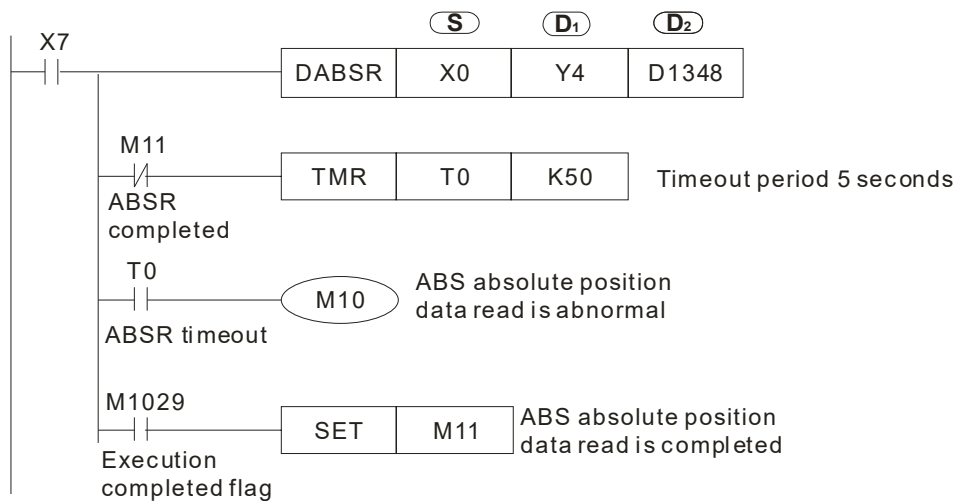 S D₁ D₂
X7
DABSR X0 Y4 D1348
M11
TMR T0 K50 Timeout period 5 seconds
ABSR
completed
T0
M10 ABS absolute position
data read is abnormal
ABSR timeout
M1029
SET M11 ABS absolute position
data read is completed
Execution
completed flag